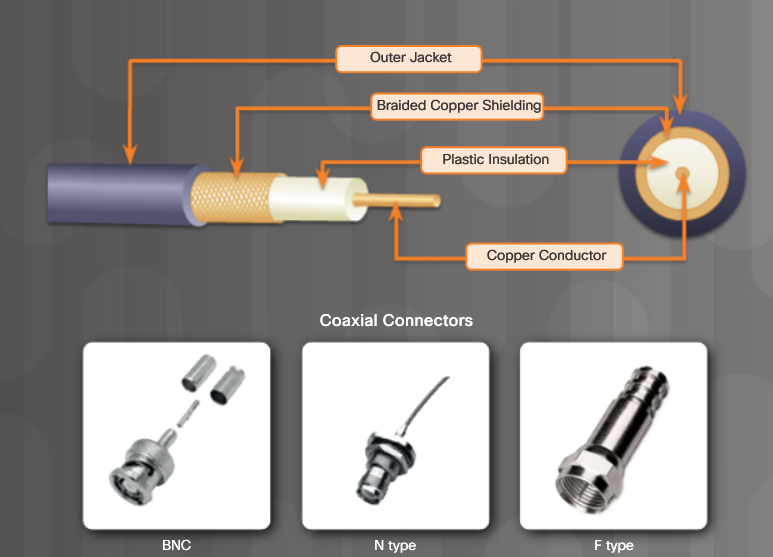 Outer Jacket
Braided Copper Shielding
Plastic Insulation
Copper Conductor
Coaxial Connectors
BNC
N type
F type